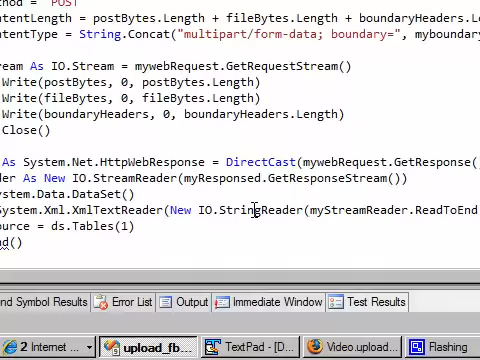 ethod = "POST"
ntentLength = postBytes.Length + fileBytes.Length + boundaryHeaders.L
ntentType = String.Concat("multipart/form-data; boundary=", mybounda
ream As IO.Stream = mywebRequest.GetRequestStream()
Write(postBytes, 0, postBytes.Length)
Write(fileBytes, 0, fileBytes.Length)
Write(boundaryHeaders, 0, boundaryHeaders.Length)
Close()
As System.Net.HttpWebResponse = DirectCast(mywebRequest.GetResponse(
der As New IO.StreamReader(myResponsed.GetResponseStream())
ystem.Data.DataSet()
System.Xml.XmlTextReader(New IO.StringReader(myStreamReader.ReadToEnd
ource = ds.Tables(1)
nd()
nd Symbol Results Error List Output Immediate Window Test Results
2 Internet ... upload_fb... TextPad - [D... Video.upload... Flashing